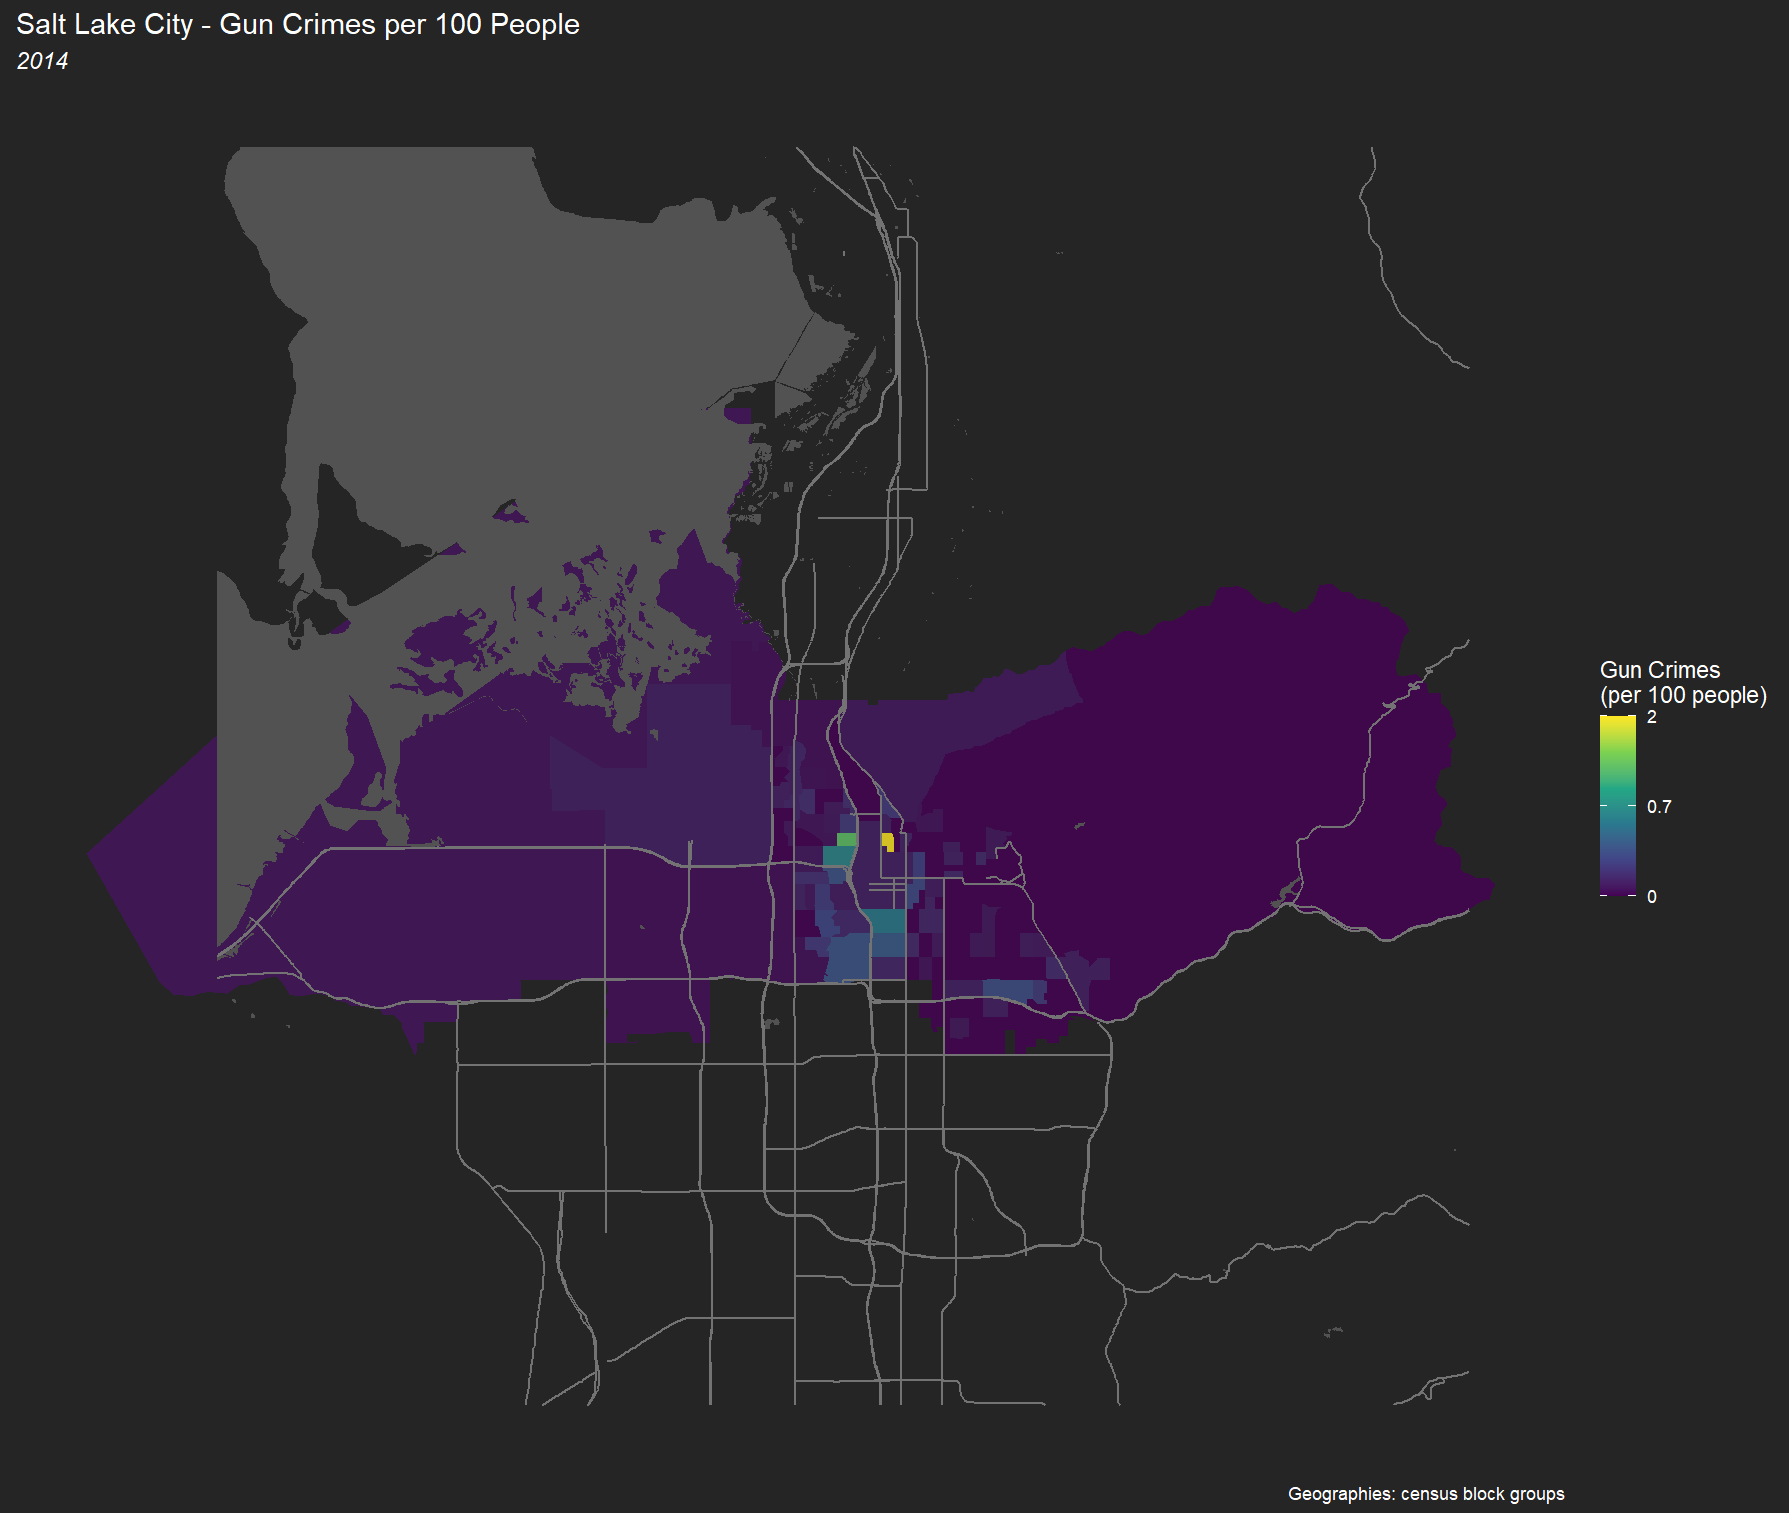 Salt Lake City - Gun Crimes per 100 People
2014
Gun Crimes
(per 100 people)
2
0.7
0
Geographies: census block groups